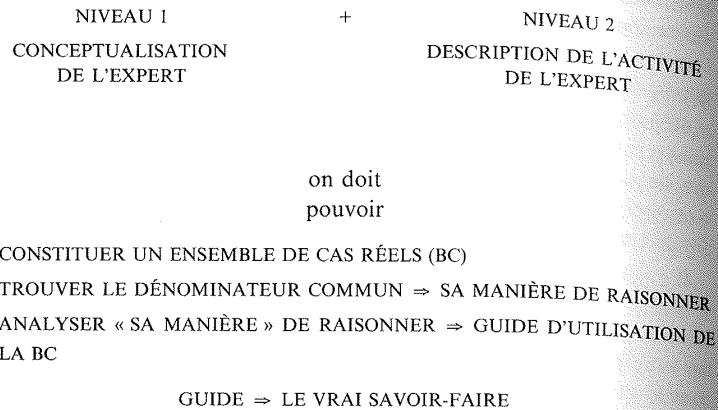 NIVEAU 1 + NIVEAU 2
CONCEPTUALISATION DESCRIPTION DE L'ACTIVITÉ
DE L'EXPERT DE L'EXPERT
on doit
pouvoir
CONSTITUER UN ENSEMBLE DE CAS RÉELS (BC)
TROUVER LE DÉNOMINATEUR COMMUN ⇒ SA MANIÈRE DE RAISONNER
ANALYSER « SA MANIÈRE » DE RAISONNER ⇒ GUIDE D'UTILISATION DE
LA BC
GUIDE ⇒ LE VRAI SAVOIR-FAIRE